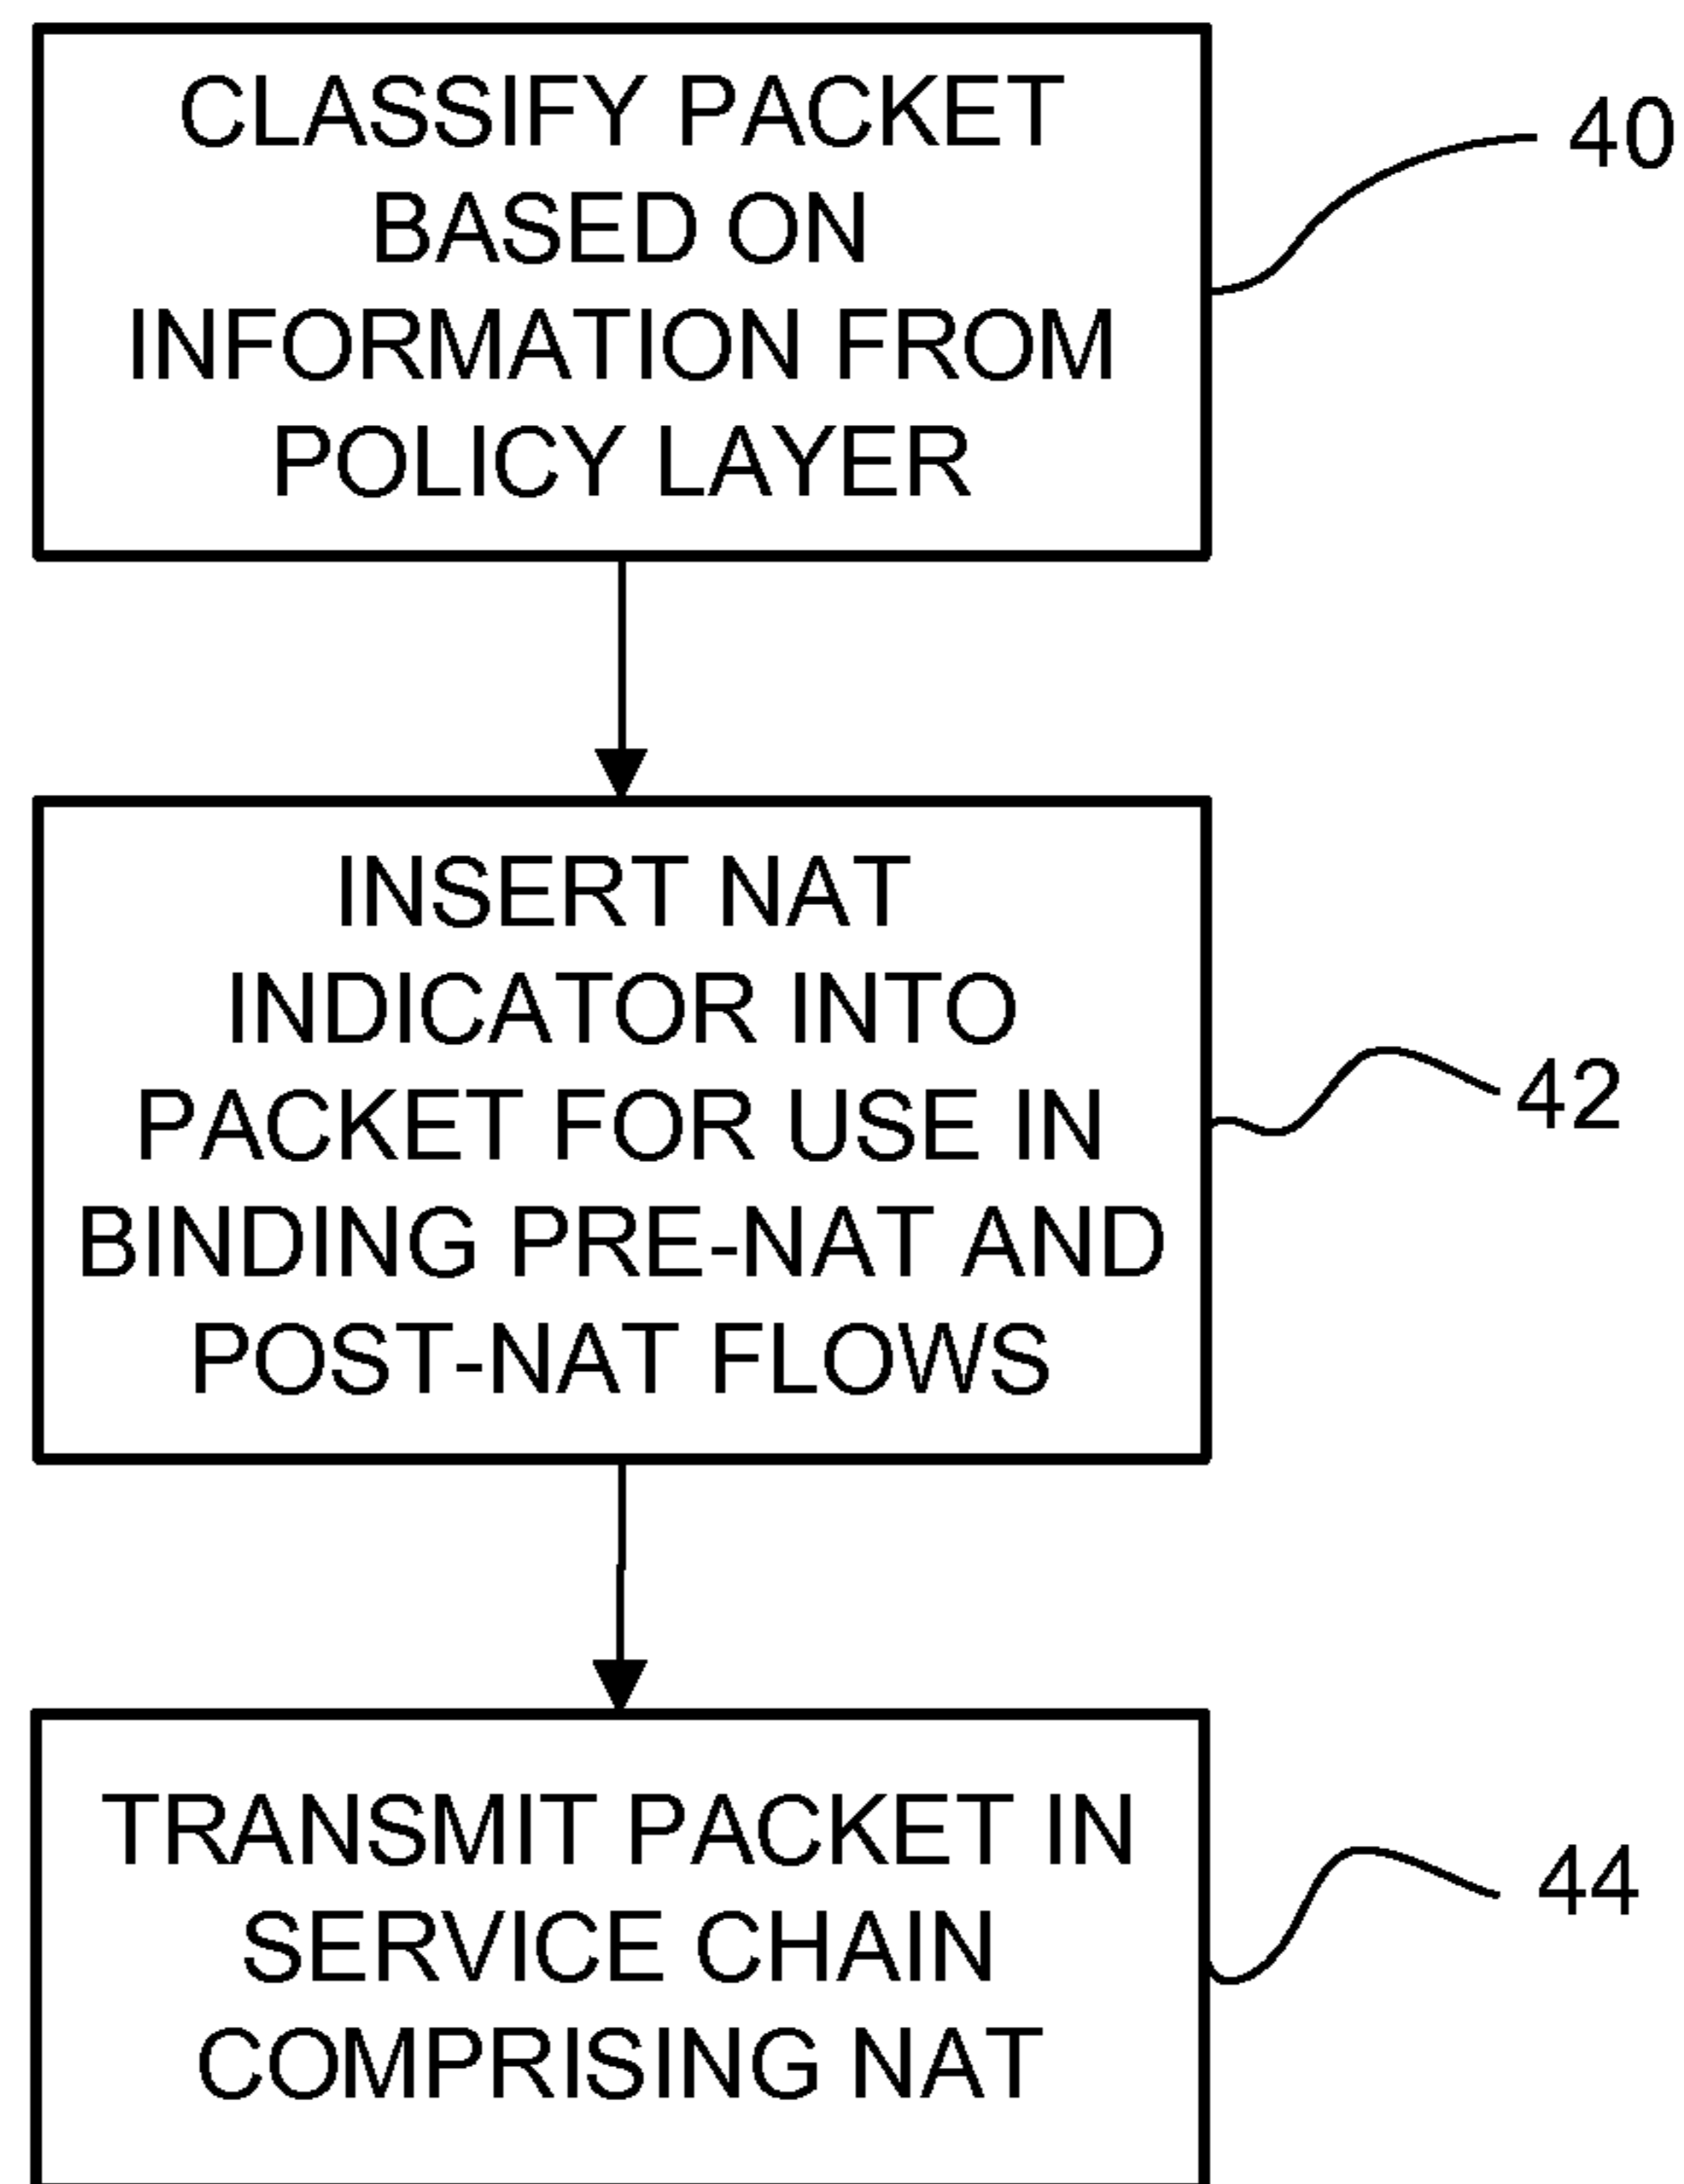 CLASSIFY PACKET
BASED ON
INFORMATION FROM
POLICY LAYER
40
INSERT NAT
INDICATOR INTO
PACKET FOR USE IN
BINDING PRE-NAT AND
POST-NAT FLOWS
42
TRANSMIT PACKET IN
SERVICE CHAIN
COMPRISING NAT
44